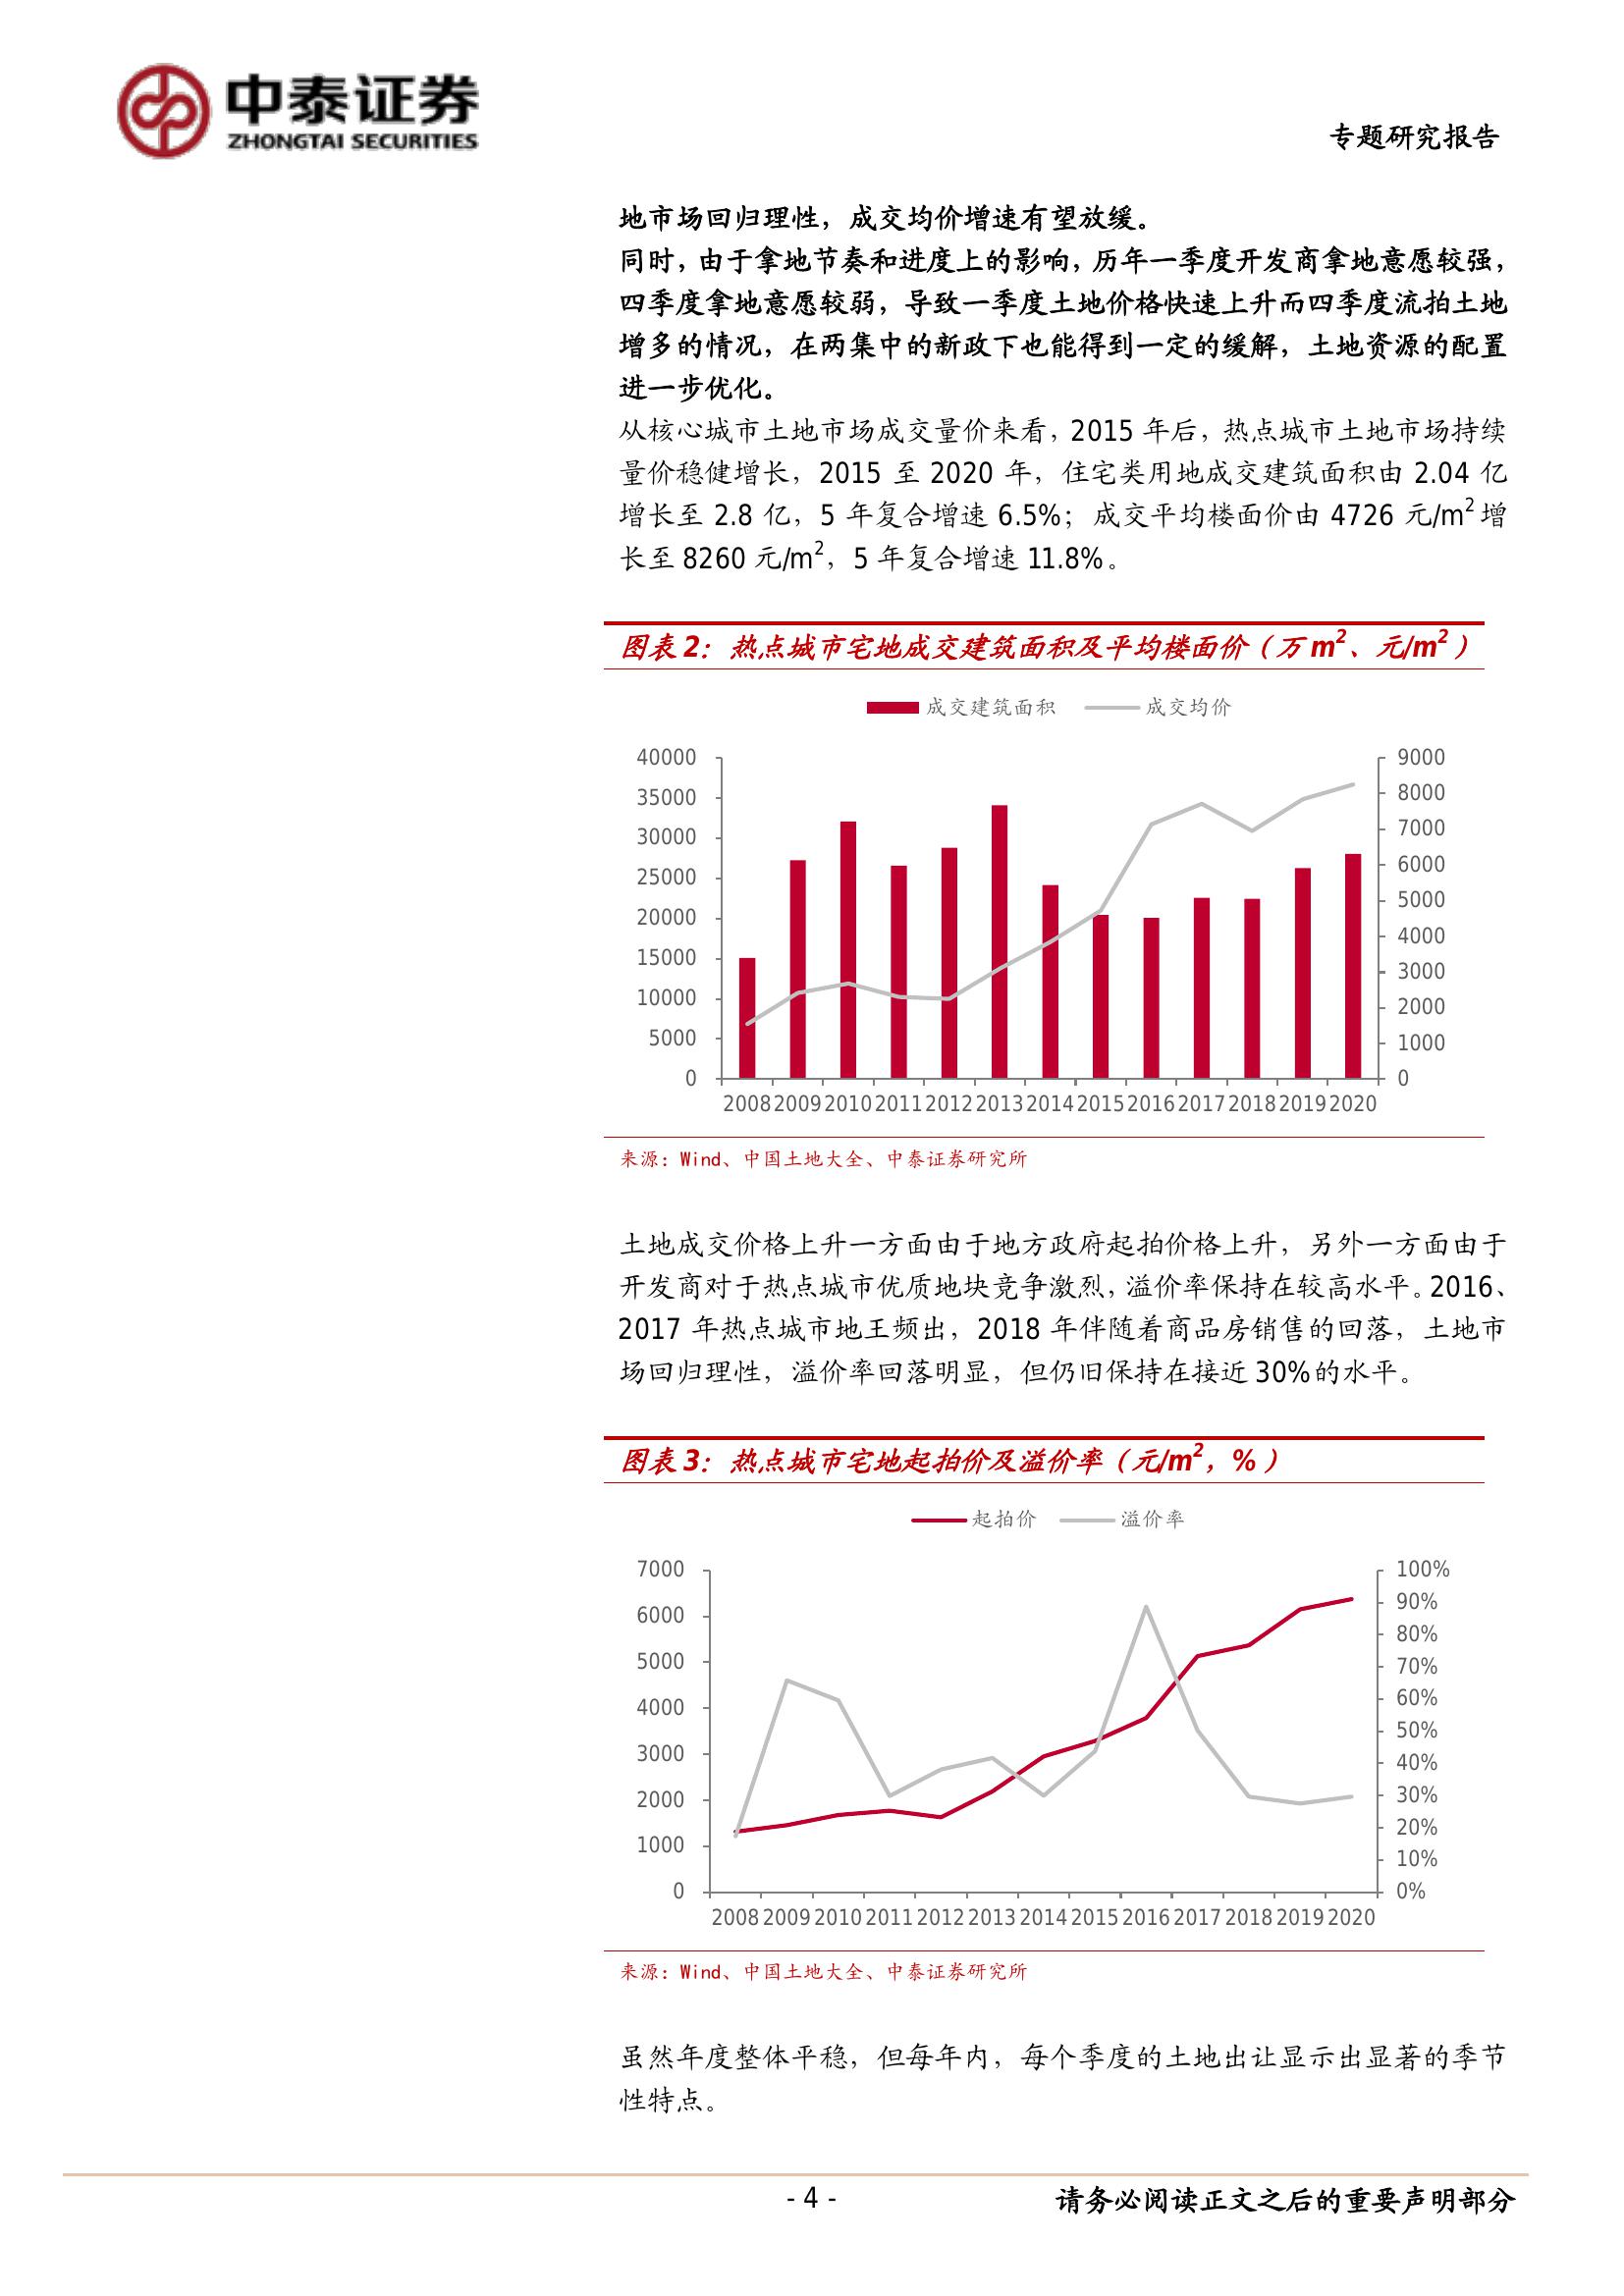 中泰证券
ZHONGTAI SECURITIES
专题研究报告
地市场回归理性，成交均价增速有望放缓。
同时，由于拿地节奏和进度上的影响，历年一季度开发商拿地意愿较强，
四季度拿地意愿较弱，导致一季度土地价格快速上升而四季度流拍土地
增多的情况，在两集中的新政下也能得到一定的缓解，土地资源的配置
进一步优化。
从核心城市土地市场成交量价来看，2015 年后，热点城市土地市场持续
量价稳健增长，2015 至 2020 年，住宅类用地成交建筑面积由 2.04 亿
增长至 2.8 亿，5 年复合增速 6.5%；成交平均楼面价由 4726 元/m²增
长至 8260 元/m²，5 年复合增速 11.8%。
图表 2：热点城市宅地成交建筑面积及平均楼面价（万 m²、元/m²）
成交建筑面积 成交均价
40000 9000
35000 8000
30000 7000
25000 6000
20000 5000
15000 4000
10000 3000
5000 2000
0 1000
0
2008 2009 2010 2011 2012 2013 2014 2015 2016 2017 2018 2019 2020
来源：Wind、中国土地大全、中泰证券研究所
土地成交价格上升一方面由于地方政府起拍价格上升，另外一方面由于
开发商对于热点城市优质地块竞争激烈，溢价率保持在较高水平。2016、
2017 年热点城市地王频出，2018 年伴随着商品房销售的回落，土地市
场回归理性，溢价率回落明显，但仍旧保持在接近 30%的水平。
图表 3：热点城市宅地起拍价及溢价率（元/m²，%）
起拍价 溢价率
7000 100%
6000 90%
5000 80%
4000 70%
3000 60%
2000 50%
1000 40%
0 30%
20%
10%
0%
2008 2009 2010 2011 2012 2013 2014 2015 2016 2017 2018 2019 2020
来源：Wind、中国土地大全、中泰证券研究所
虽然年度整体平稳，但每年内，每个季度的土地出让显示出显著的季节
性特点。
- 4 -
请务必阅读正文之后的重要声明部分